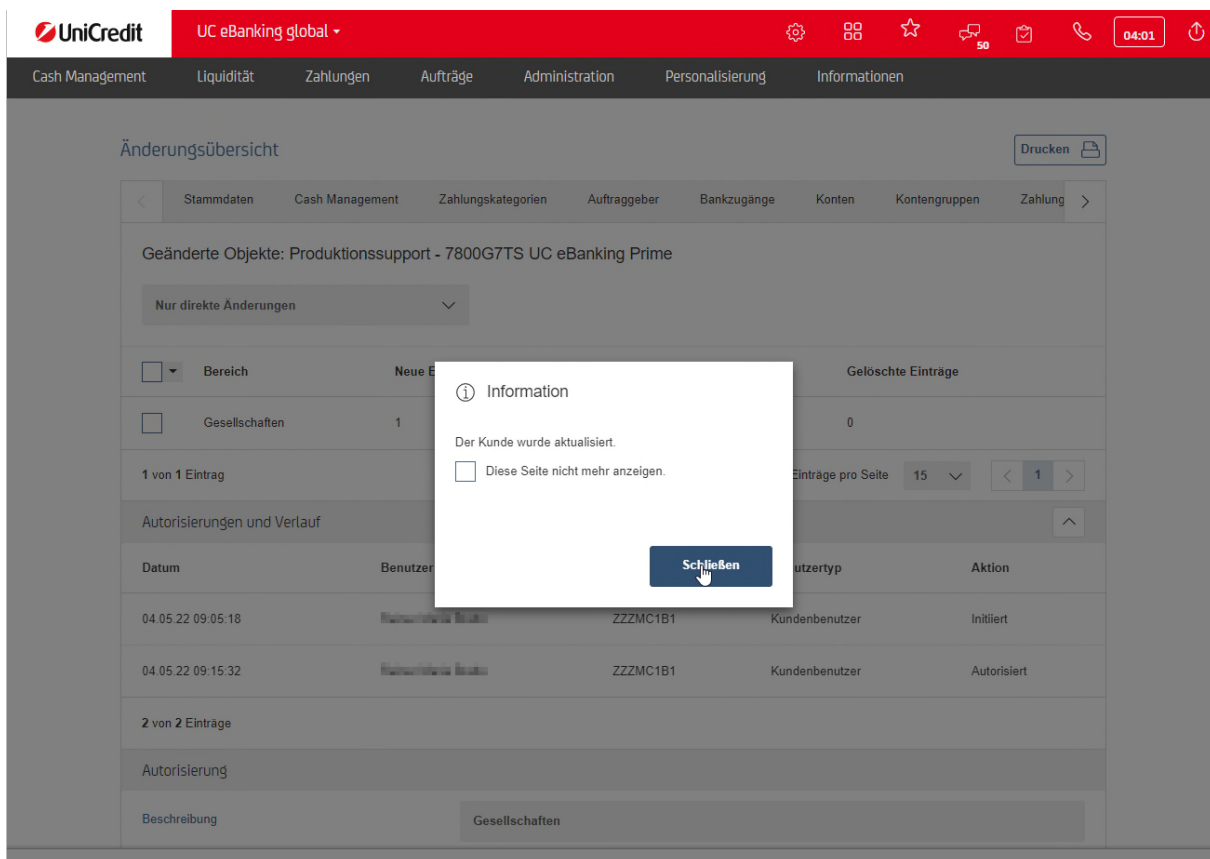 UniCredit UC eBanking global 50 04:01
Cash Management Liquidität Zahlungen Aufträge Administration Personalisierung Informationen
Änderungsübersicht Drucken
Stammdaten Cash Management Zahlungskategorien Auftraggeber Bankzugänge Konten Kontengruppen Zahlung
Geänderte Objekte: Produktionssupport - 7800G7TS UC eBanking Prime
Nur direkte Änderungen
Bereich Neue E Gelöschte Einträge
Gesellschaften 1 0
1 von 1 Eintrag Einträge pro Seite 15 1
Information
Der Kunde wurde aktualisiert.
Diese Seite nicht mehr anzeigen.
Schließen
Autorisierungen und Verlauf
Datum Benutzer utzertyp Aktion
04.05.22 09:05:18 ZZZMC1B1 Kundenbenutzer Initiiert
04.05.22 09:15:32 ZZZMC1B1 Kundenbenutzer Autorisiert
2 von 2 Einträge
Autorisierung
Beschreibung Gesellschaften